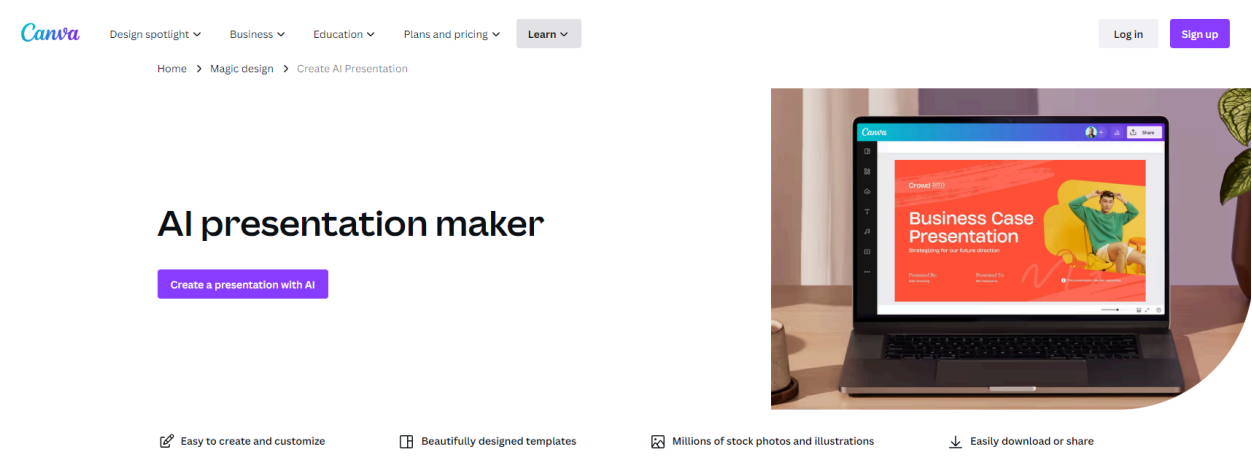 Canva
Design spotlight
Business
Education
Plans and pricing
Learn
Log in
Sign up
Home
Magic design
Create AI Presentation
Canva
Share
Crowd
Business Case
Presentation
Strategizing for our future direction
Presented By:
Presented To:
AI presentation maker
Create a presentation with AI
Easy to create and customize
Beautifully designed templates
Millions of stock photos and illustrations
Easily download or share